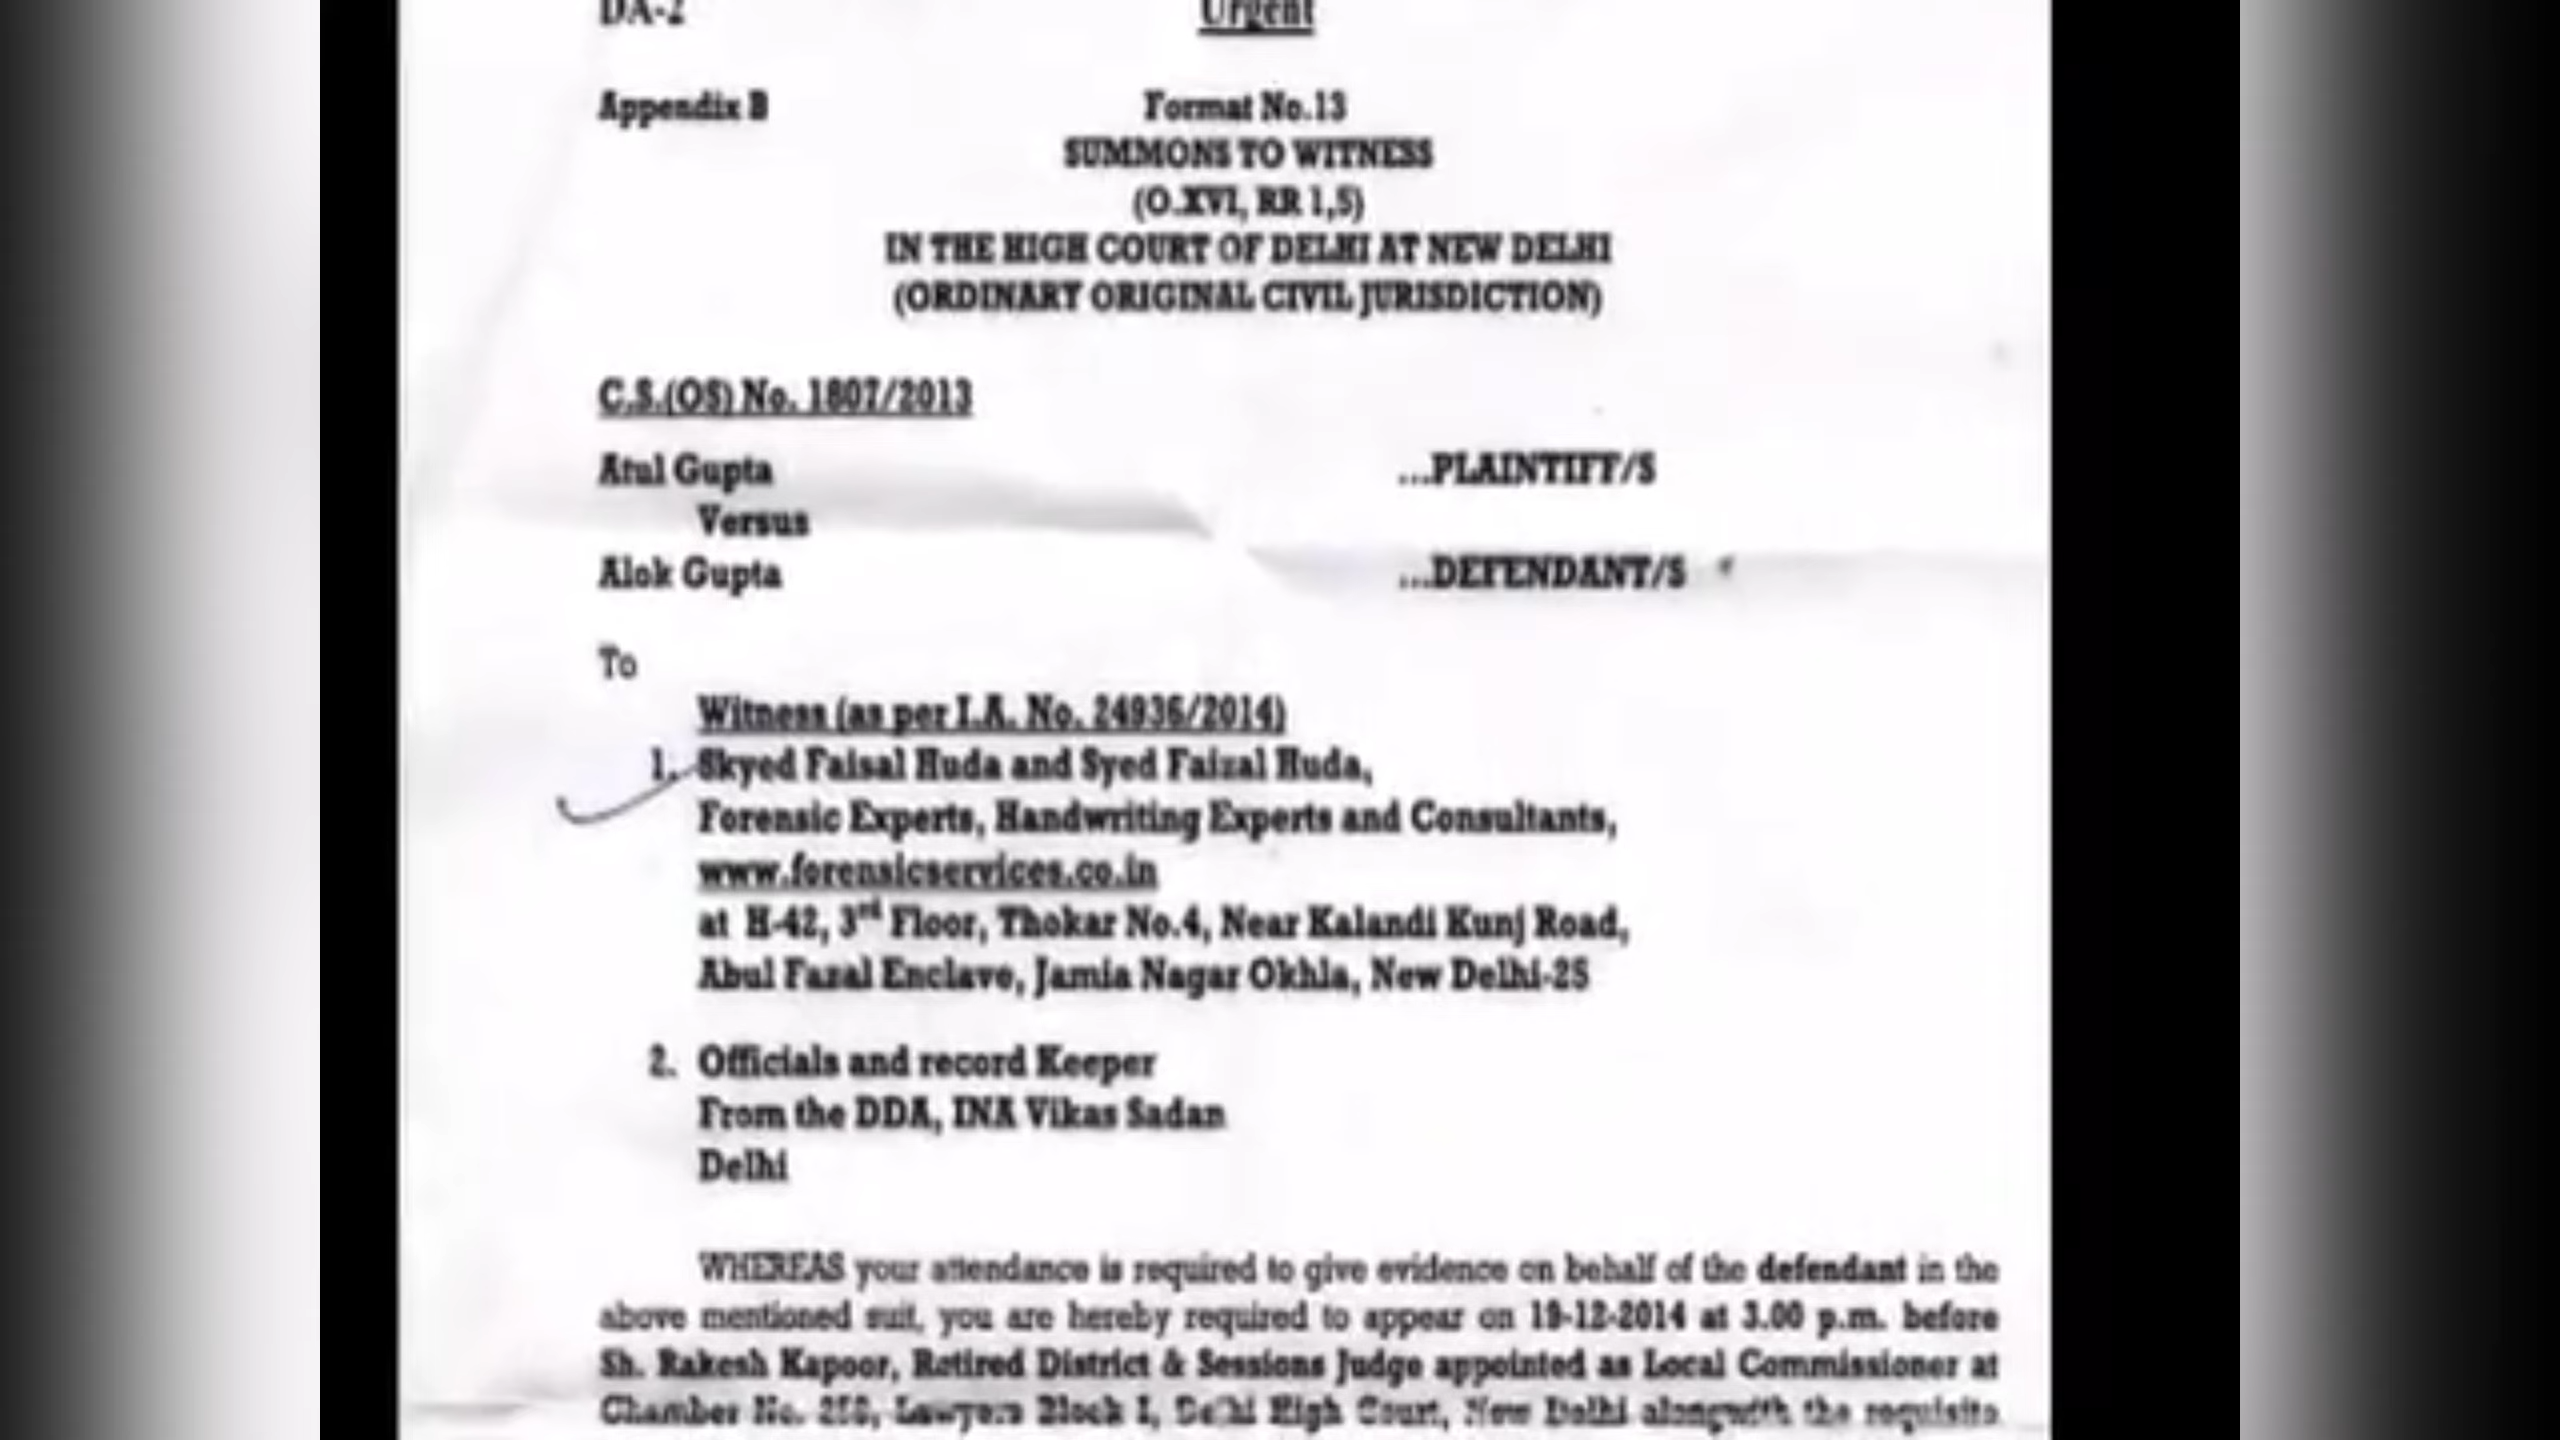 DA-2 Urgent
Appendix B Format No.13
SUMMONS TO WITNESS
(O.XVI, RR 1,5)
IN THE HIGH COURT OF DELHI AT NEW DELHI
(ORDINARY ORIGINAL CIVIL JURISDICTION)
C.S.(OS) No. 1807/2013
Atul Gupta ...PLAINTIFF/S
Versus
Alok Gupta ...DEFENDANT/S
To
Witness (as per I.A. No. 24936/2014)
1. Skyed Faisal Huda and Syed Faizal Huda,
Forensic Experts, Handwriting Experts and Consultants,
www.forensicservices.co.in
at H-42, 3rd Floor, Thokar No.4, Near Kalandi Kunj Road,
Abul Fazal Enclave, Jamia Nagar Okhla, New Delhi-25
2. Officials and record Keeper
From the DDA, INA Vikas Sadan
Delhi
WHEREAS your attendance is required to give evidence on behalf of the defendant in the
above mentioned suit, you are hereby required to appear on 19-12-2014 at 3.00 p.m. before
Sh. Rakesh Kapoor, Retired District & Sessions Judge appointed as Local Commissioner at
Chamber No. Lawyers Block I, Delhi High Court, New Delhi alongwith the requisite